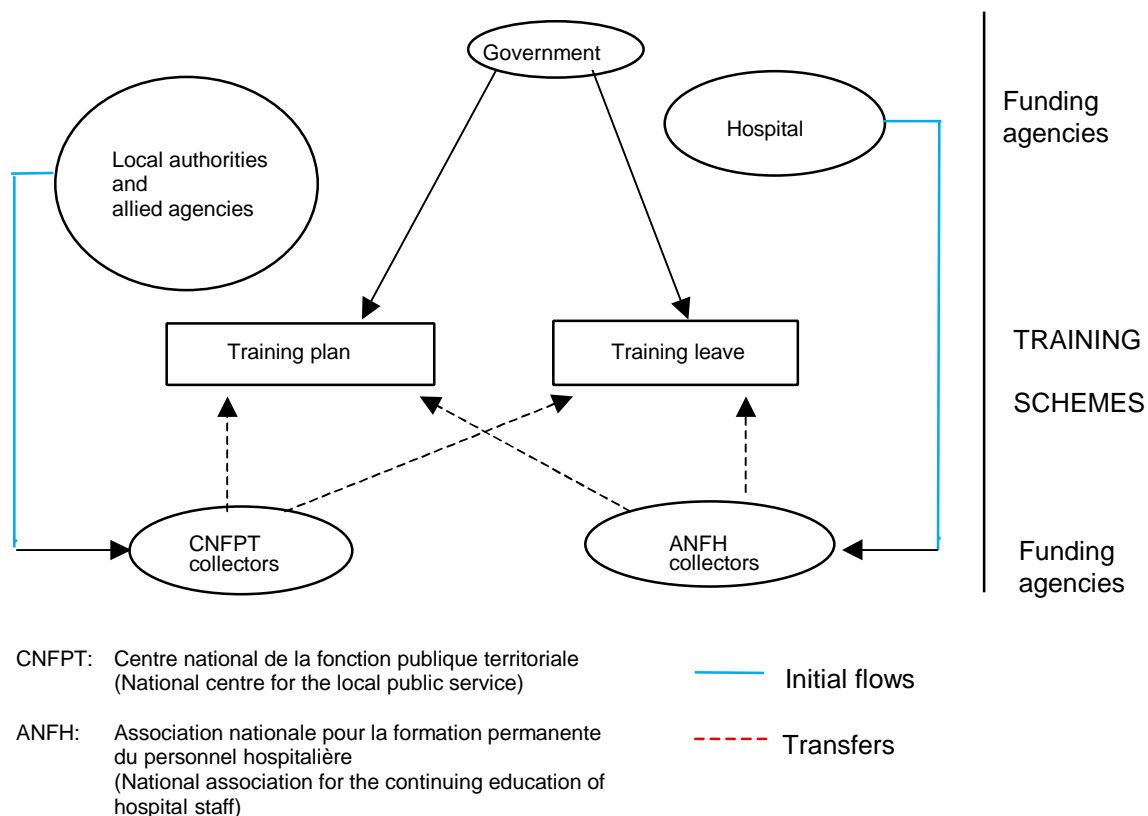 Government
Funding
agencies
Hospital
Local authorities
and
allied agencies
Training plan
Training leave
TRAINING
SCHEMES
CNFPT
collectors
ANFH
collectors
Funding
agencies
CNFPT: Centre national de la fonction publique territoriale
(National centre for the local public service)
Initial flows
ANFH: Association nationale pour la formation permanente
du personnel hospitalière
(National association for the continuing education of
hospital staff)
Transfers